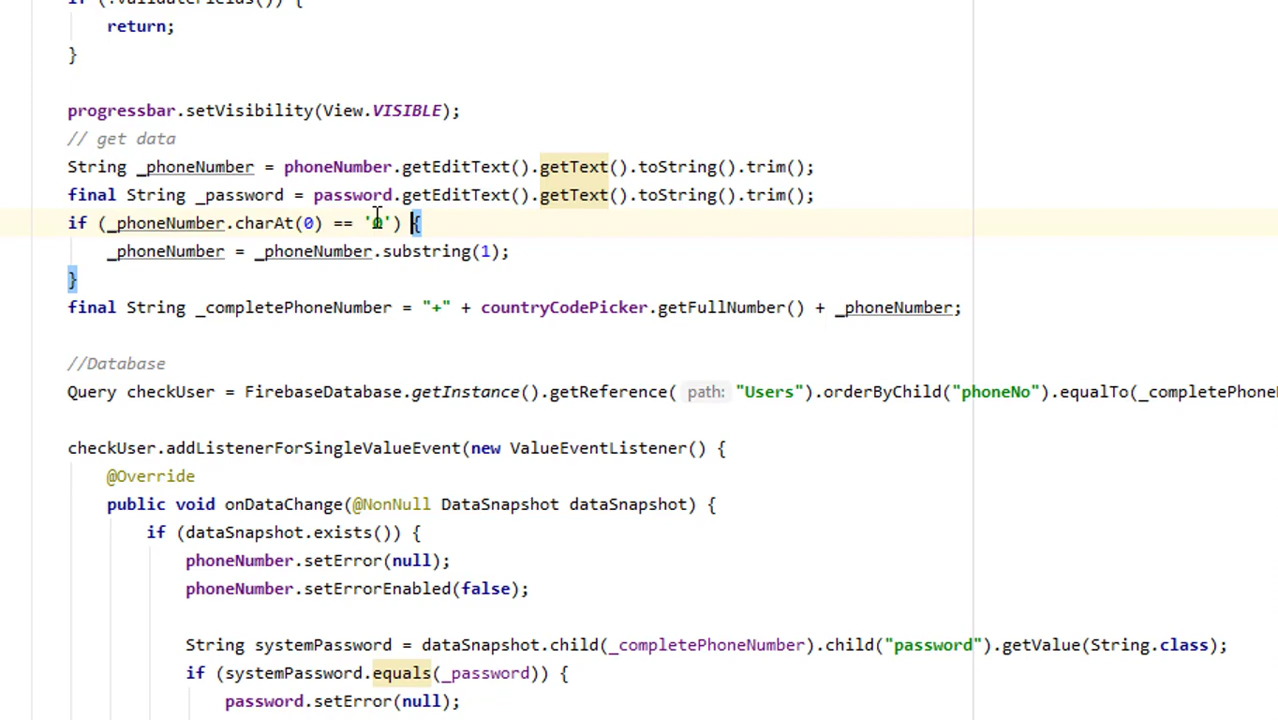 if (!validateFields()) {
return;
}
progressbar.setVisibility(View.VISIBLE);
// get data
String _phoneNumber = phoneNumber.getEditText().getText().toString().trim();
final String _password = password.getEditText().getText().toString().trim();
if (_phoneNumber.charAt(0) == '0') {
_phoneNumber = _phoneNumber.substring(1);
}
final String _completePhoneNumber = "+" + countryCodePicker.getFullNumber() + _phoneNumber;
//Database
Query checkUser = FirebaseDatabase.getInstance().getReference( path: "Users").orderByChild("phoneNo").equalTo(_completePhone
checkUser.addListenerForSingleValueEvent(new ValueEventListener() {
@Override
public void onDataChange(@NonNull DataSnapshot dataSnapshot) {
if (dataSnapshot.exists()) {
phoneNumber.setError(null);
phoneNumber.setErrorEnabled(false);
String systemPassword = dataSnapshot.child(_completePhoneNumber).child("password").getValue(String.class);
if (systemPassword.equals(_password)) {
password.setError(null);